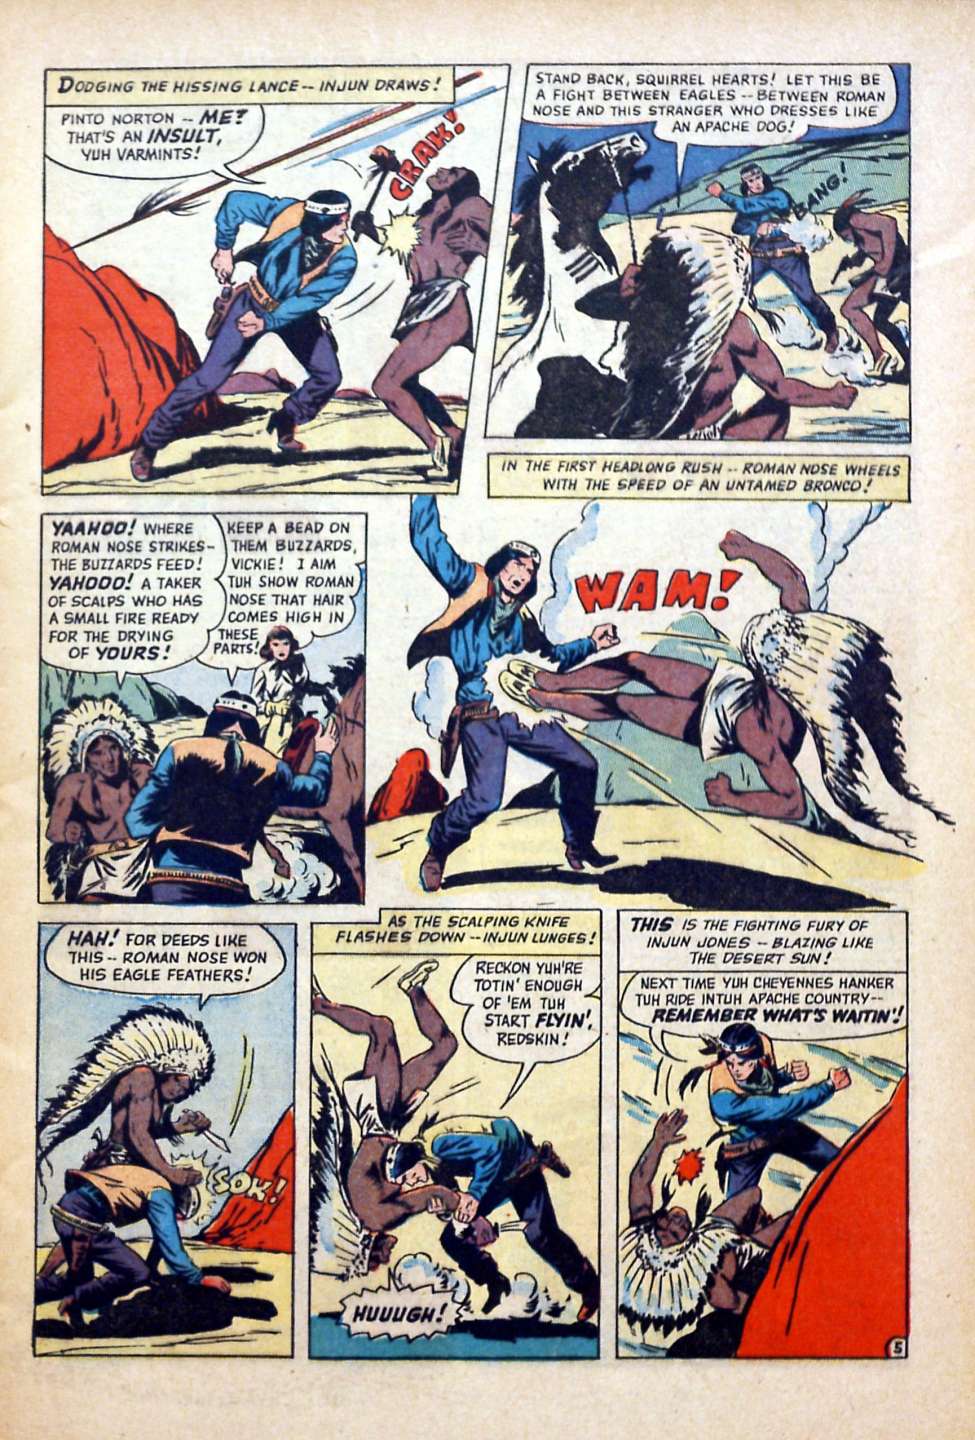 DODGING THE HISSING LANCE -- INJUN DRAWS!
PINTO NORTON -- ME?
THAT'S AN INSULT,
YUH VARMINTS!
CRAK!
STAND BACK, SQUIRREL HEARTS! LET THIS BE
A FIGHT BETWEEN EAGLES -- BETWEEN ROMAN
NOSE AND THIS STRANGER WHO DRESSES LIKE
AN APACHE DOG!
BANG!
YAAHOO! WHERE
ROMAN NOSE STRIKES--
THE BUZZARDS FEED!
YAHOOO! A TAKER
OF SCALPS WHO HAS
A SMALL FIRE READY
FOR THE DRYING
OF YOURS!
KEEP A BEAD ON
THEM BUZZARDS,
VICKIE! I AIM
TUH SHOW ROMAN
NOSE THAT HAIR
COMES HIGH IN
THESE
PARTS!
IN THE FIRST HEADLONG RUSH -- ROMAN NOSE WHEELS
WITH THE SPEED OF AN UNTAMED BRONCO!
WAM!
HAH! FOR DEEDS LIKE
THIS -- ROMAN NOSE WON
HIS EAGLE FEATHERS!
SOK!
AS THE SCALPING KNIFE
FLASHES DOWN -- INJUN LUNGES!
RECKON YUH'RE
TOTIN' ENOUGH
OF 'EM TUH
START FLYIN',
REDSKIN!
HUUUGH!
THIS IS THE FIGHTING FURY OF
INJUN JONES -- BLAZING LIKE
THE DESERT SUN!
NEXT TIME YUH CHEYENNES HANKER
TUH RIDE INTUH APACHE COUNTRY--
REMEMBER WHAT'S WAITIN'!
5